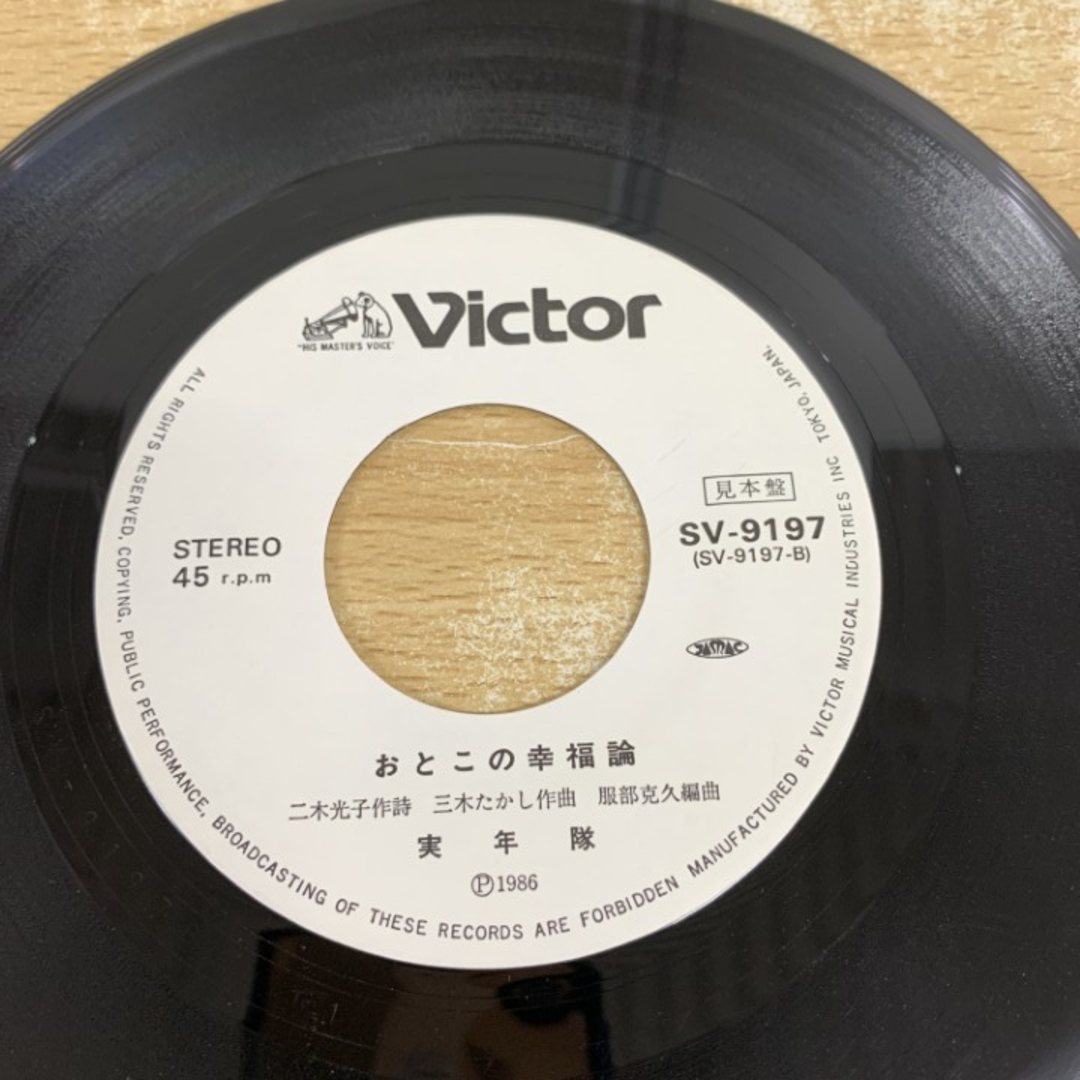 Victor
"HIS MASTER'S VOICE"
見本盤
SV-9197
(SV-9197-B)
STEREO
45 r.p.m
おとこの幸福論
二木光子作詩 三木たかし作曲 服部克久編曲
実年隊
Ⓟ1986
ALL RIGHTS RESERVED, COPYING, PUBLIC PERFORMANCE, BROADCASTING OF THESE RECORDS ARE FORBIDDEN MANUFACTURED BY VICTOR MUSICAL INDUSTRIES INC TOKYO, JAPAN.